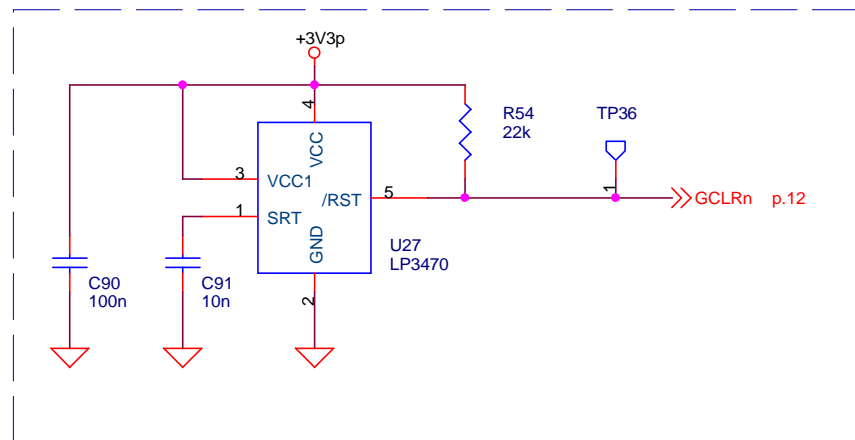 +3V3p
4
VCC
R54
22k
TP36
1
3
VCC1
/RST
5
GCLRn p.12
1
SRT
GND
U27
LP3470
C90
100n
C91
10n
2